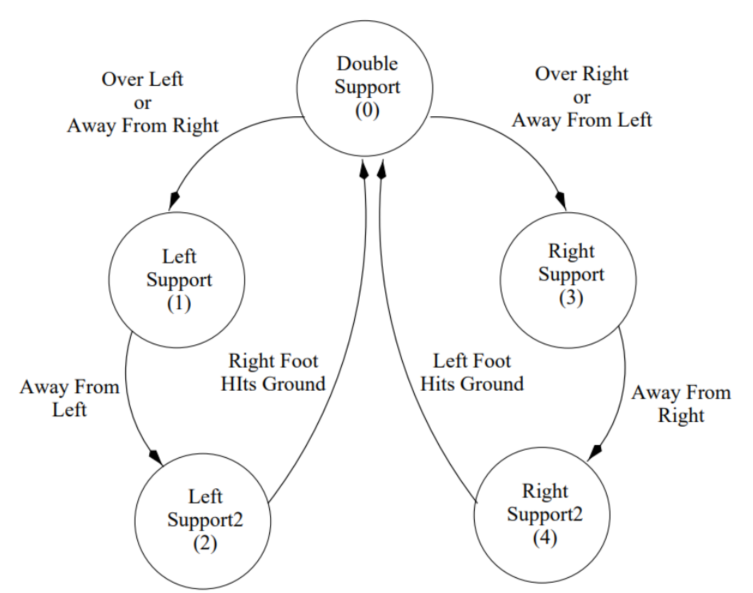 Double
Support
(0)
Over Left
or
Away From Right
Over Right
or
Away From Left
Left
Support
(1)
Right
Support
(3)
Away From
Left
Right Foot
HIts Ground
Left Foot
Hits Ground
Away From
Right
Left
Support2
(2)
Right
Support2
(4)